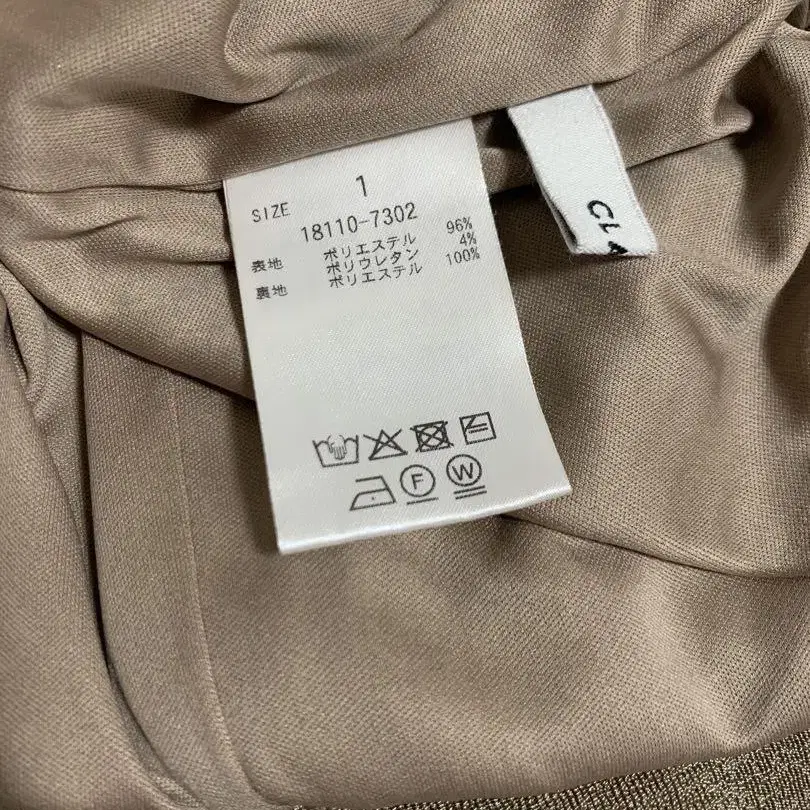 SIZE 1
18110-7302
表地 ポリエステル 96%
ポリウレタン 4%
裏地 ポリエステル 100%
F W
CLA